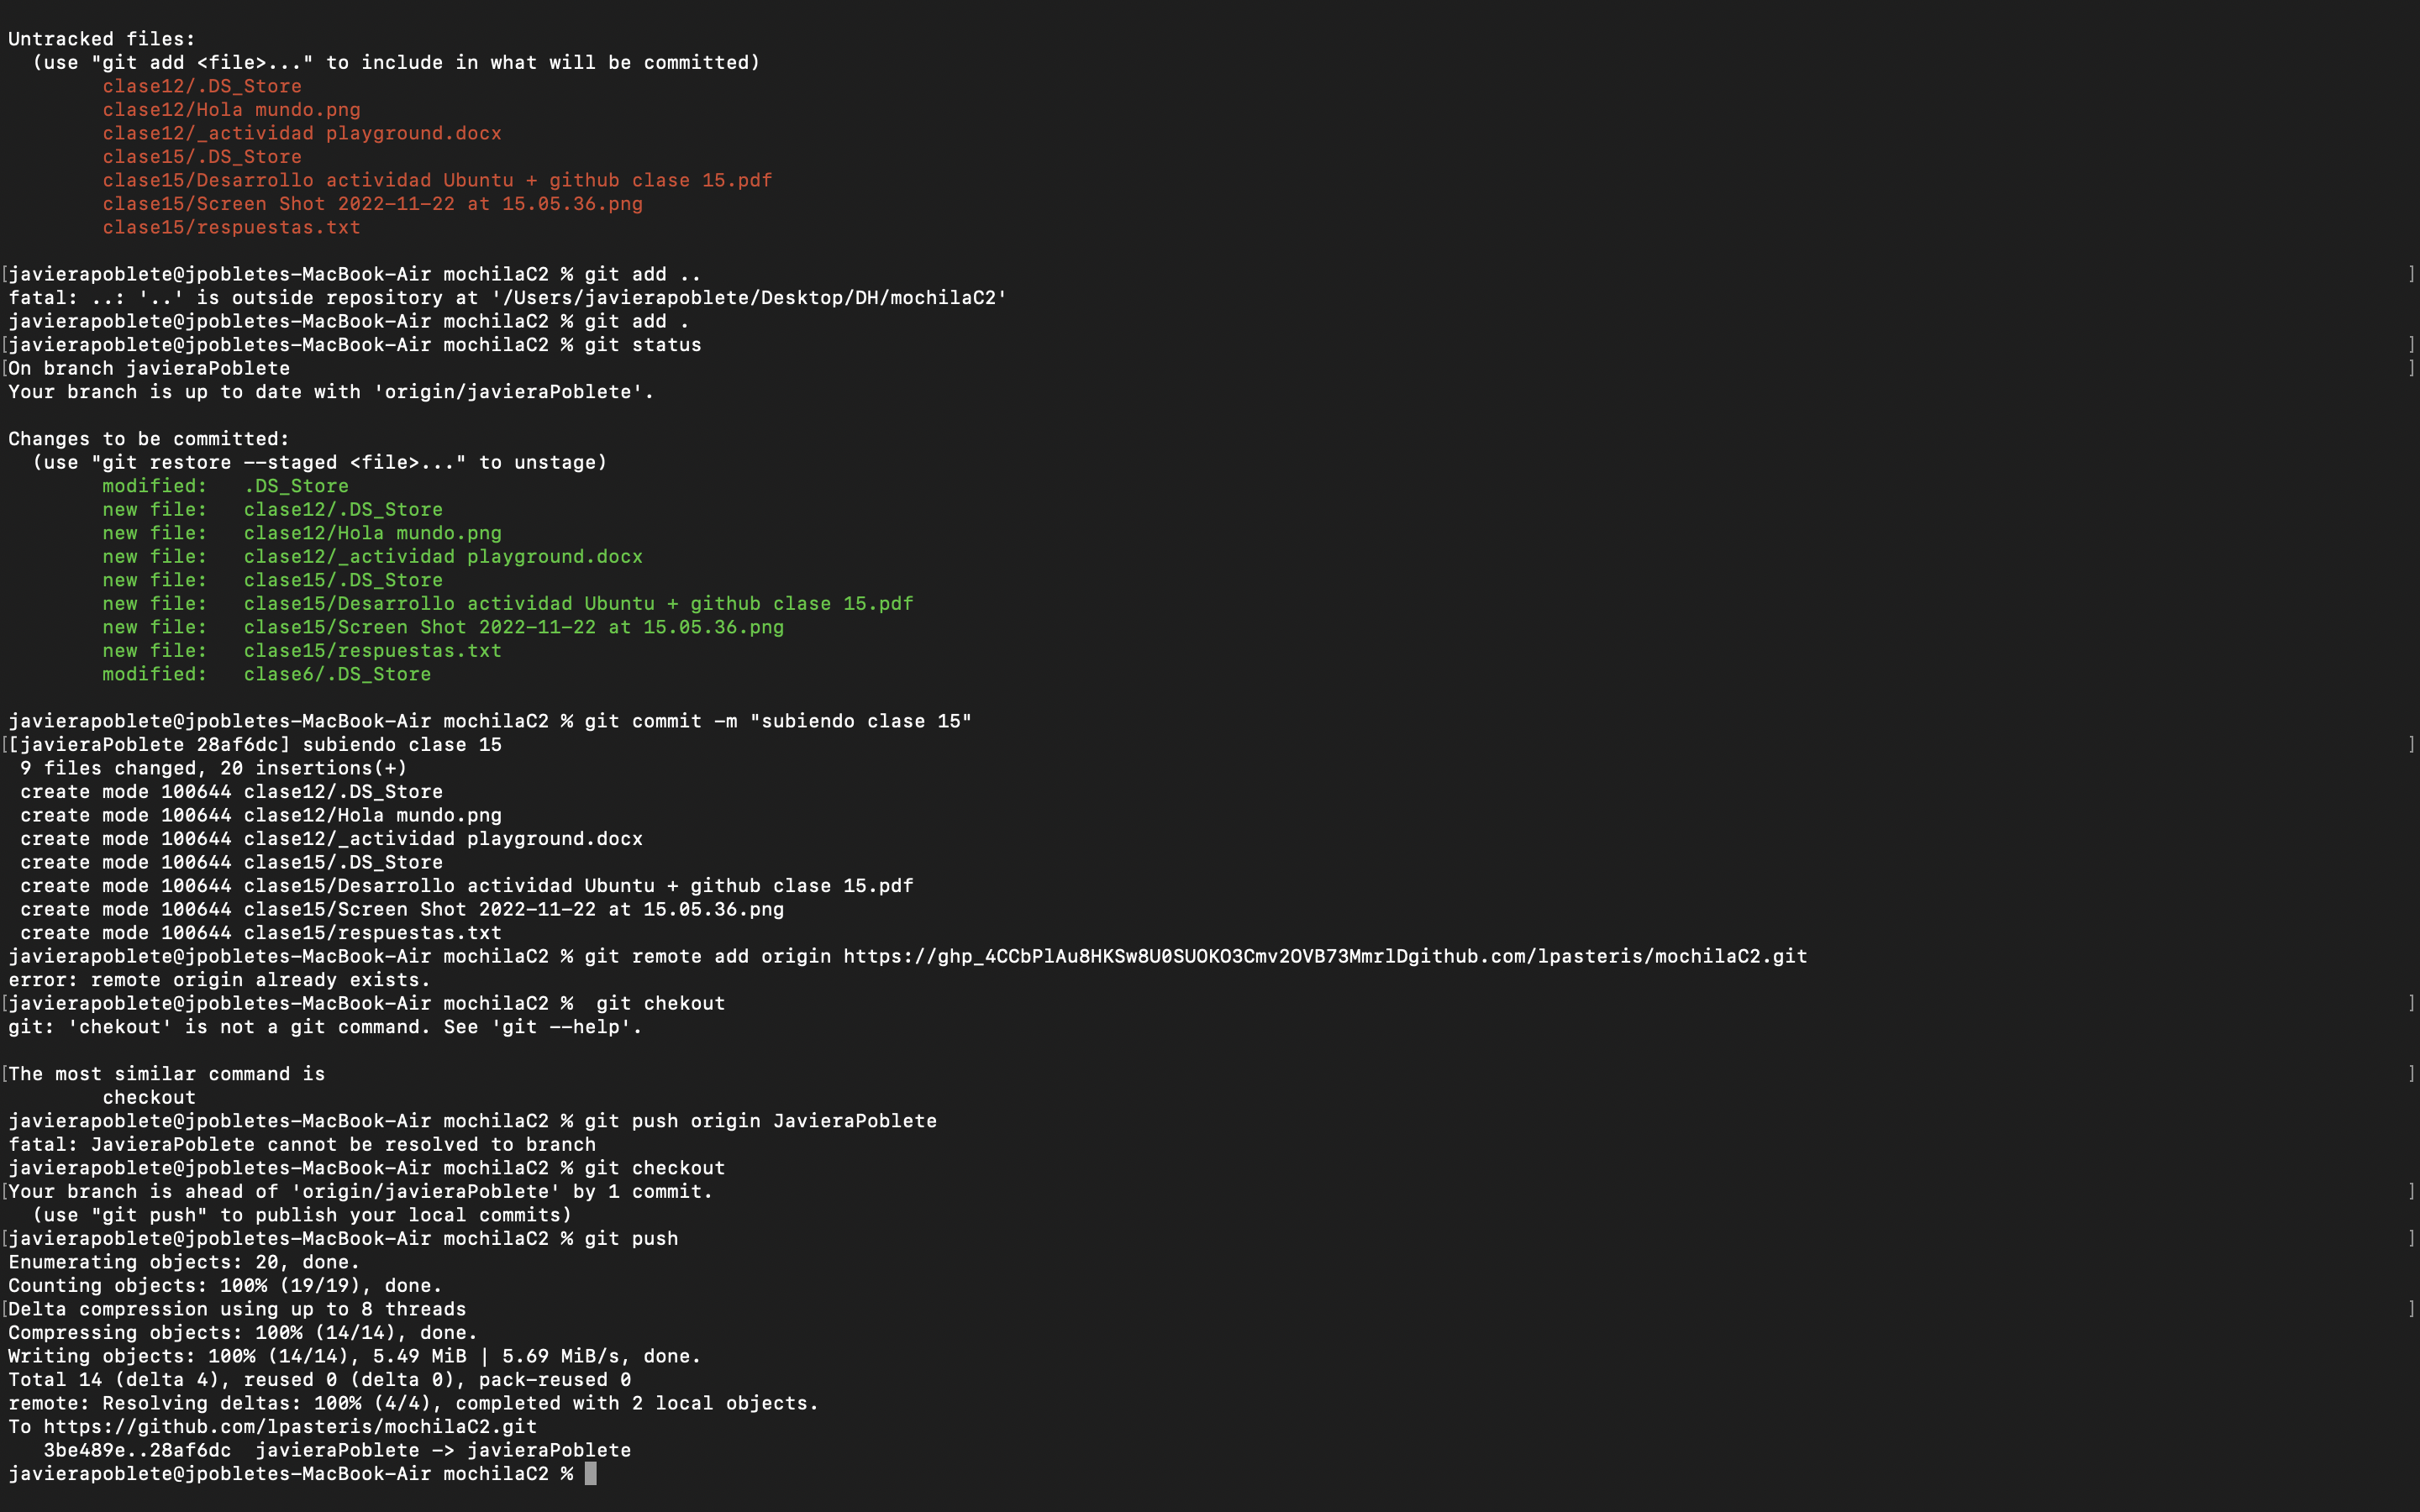 Untracked files:
  (use "git add <file>..." to include in what will be committed)
        clase12/.DS_Store
        clase12/Hola mundo.png
        clase12/_actividad playground.docx
        clase15/.DS_Store
        clase15/Desarrollo actividad Ubuntu + github clase 15.pdf
        clase15/Screen Shot 2022-11-22 at 15.05.36.png
        clase15/respuestas.txt

[javierapoblete@jpobletes-MacBook-Air mochilaC2 % git add .. ]
fatal: ..: '..' is outside repository at '/Users/javierapoblete/Desktop/DH/mochilaC2'
javierapoblete@jpobletes-MacBook-Air mochilaC2 % git add .
[javierapoblete@jpobletes-MacBook-Air mochilaC2 % git status ]
[On branch javieraPoblete ]
Your branch is up to date with 'origin/javieraPoblete'.

Changes to be committed:
  (use "git restore --staged <file>..." to unstage)
        modified:   .DS_Store
        new file:   clase12/.DS_Store
        new file:   clase12/Hola mundo.png
        new file:   clase12/_actividad playground.docx
        new file:   clase15/.DS_Store
        new file:   clase15/Desarrollo actividad Ubuntu + github clase 15.pdf
        new file:   clase15/Screen Shot 2022-11-22 at 15.05.36.png
        new file:   clase15/respuestas.txt
        modified:   clase6/.DS_Store

javierapoblete@jpobletes-MacBook-Air mochilaC2 % git commit -m "subiendo clase 15"
[[javieraPoblete 28af6dc] subiendo clase 15 ]
 9 files changed, 20 insertions(+)
 create mode 100644 clase12/.DS_Store
 create mode 100644 clase12/Hola mundo.png
 create mode 100644 clase12/_actividad playground.docx
 create mode 100644 clase15/.DS_Store
 create mode 100644 clase15/Desarrollo actividad Ubuntu + github clase 15.pdf
 create mode 100644 clase15/Screen Shot 2022-11-22 at 15.05.36.png
 create mode 100644 clase15/respuestas.txt
javierapoblete@jpobletes-MacBook-Air mochilaC2 % git remote add origin https://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github.com/lpasteris/mochilaC2.git
error: remote origin already exists.
[javierapoblete@jpobletes-MacBook-Air mochilaC2 %  git chekout ]
git: 'chekout' is not a git command. See 'git --help'.

[The most similar command is ]
        checkout
javierapoblete@jpobletes-MacBook-Air mochilaC2 % git push origin JavieraPoblete
fatal: JavieraPoblete cannot be resolved to branch
javierapoblete@jpobletes-MacBook-Air mochilaC2 % git checkout
[Your branch is ahead of 'origin/javieraPoblete' by 1 commit. ]
  (use "git push" to publish your local commits)
[javierapoblete@jpobletes-MacBook-Air mochilaC2 % git push ]
Enumerating objects: 20, done.
Counting objects: 100% (19/19), done.
[Delta compression using up to 8 threads ]
Compressing objects: 100% (14/14), done.
Writing objects: 100% (14/14), 5.49 MiB | 5.69 MiB/s, done.
Total 14 (delta 4), reused 0 (delta 0), pack-reused 0
remote: Resolving deltas: 100% (4/4), completed with 2 local objects.
To https://github.com/lpasteris/mochilaC2.git
   3be489e..28af6dc  javieraPoblete -> javieraPoblete
javierapoblete@jpobletes-MacBook-Air mochilaC2 %